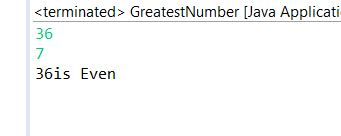 <terminated> GreatestNumber [Java Applicati
36
7
36is Even